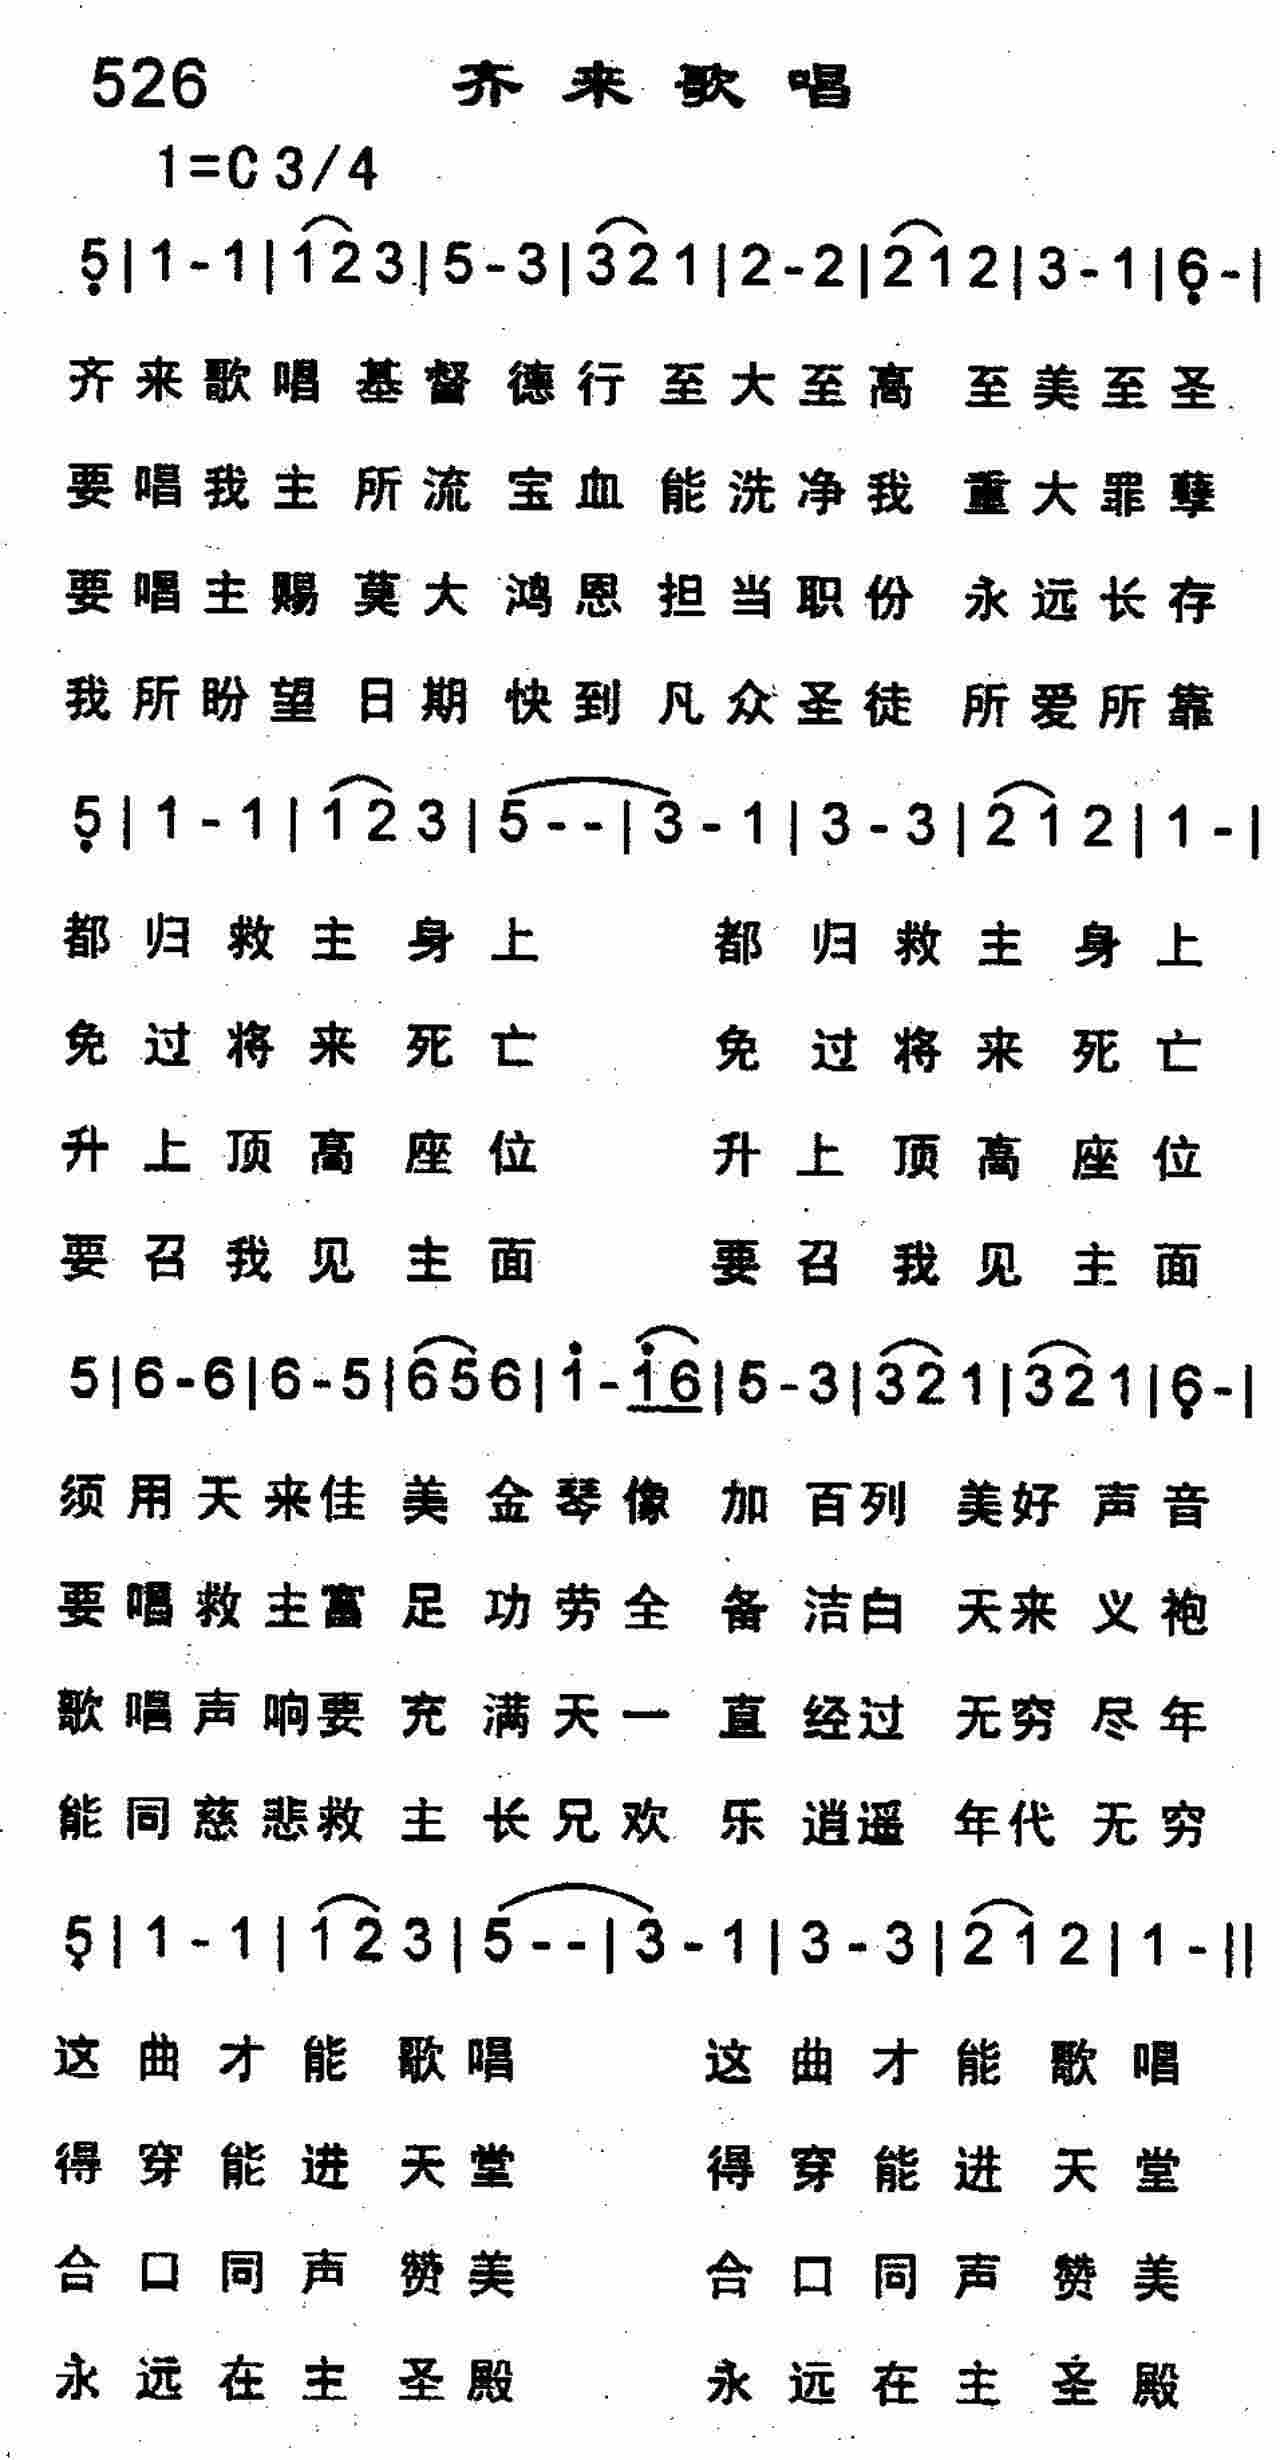 526 齐来歌唱
1=C 3/4
5̣ | 1 - 1 | 1 2 3 | 5 - 3 | 3 2 1 | 2 - 2 | 2 1 2 | 3 - 1 | 6̣ - |
齐来歌唱 基督德行 至大至高 至美至圣
要唱我主 所流宝血 能洗净我 重大罪孽
要唱主赐 莫大鸿恩 担当职份 永远长存
我所盼望 日期快到 凡众圣徒 所爱所靠
5̣ | 1 - 1 | 1 2 3 | 5 - - | 3 - 1 | 3 - 3 | 2 1 2 | 1 - |
都归救主身上 都归救主身上
免过将来死亡 免过将来死亡
升上顶高座位 升上顶高座位
要召我见主面 要召我见主面
5 | 6 - 6 | 6 - 5 | 6 5 6 | 1̇ - 1̇ 6 | 5 - 3 | 3 2 1 | 3 2 1 | 6̣ - |
须用天来佳美金琴像加百列美好声音
要唱救主富足功劳全备洁白天来义袍
歌唱声响要充满天一直经过无穷尽年
能同慈悲救主长兄欢乐逍遥年代无穷
5̣ | 1 - 1 | 1 2 3 | 5 - - | 3 - 1 | 3 - 3 | 2 1 2 | 1 - ||
这曲才能歌唱 这曲才能歌唱
得穿能进天堂 得穿能进天堂
合口同声赞美 合口同声赞美
永远在主圣殿 永远在主圣殿